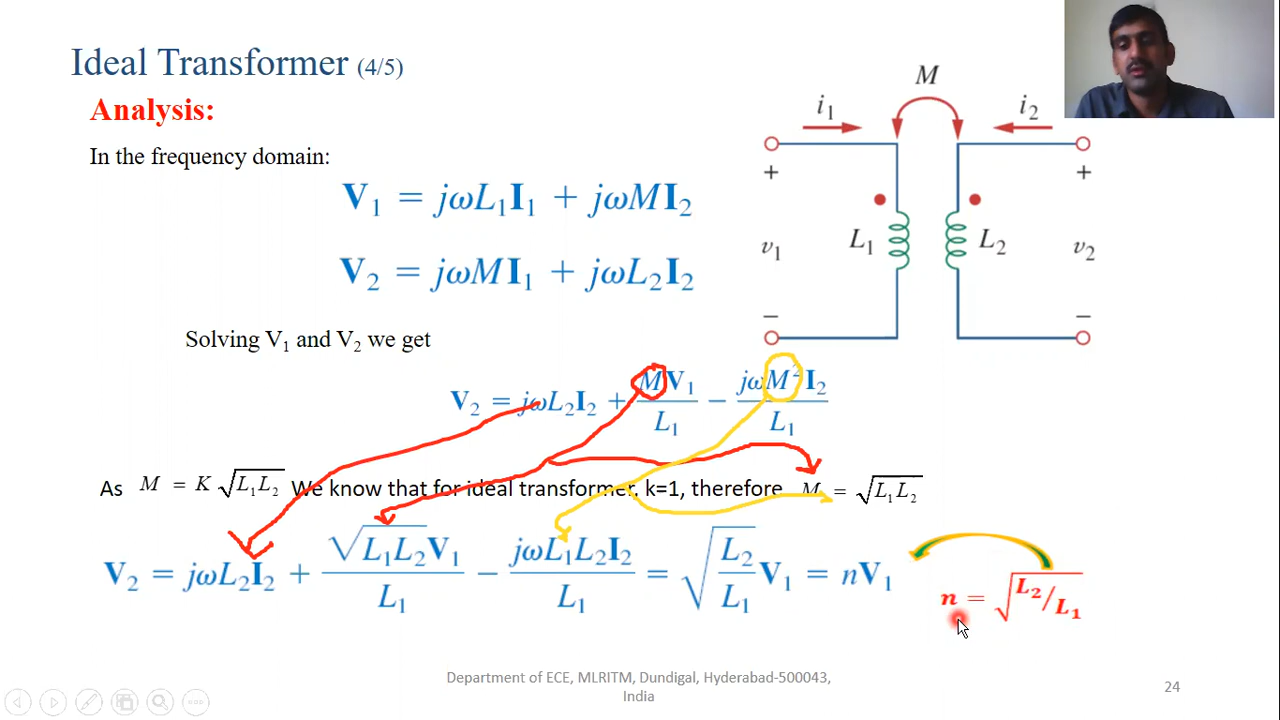 Ideal Transformer (4/5)
Analysis:
In the frequency domain:
V₁ = jωL₁I₁ + jωMI₂
V₂ = jωMI₁ + jωL₂I₂
M
i₁
i₂
+
+
L₁
L₂
v₁
v₂
−
−
Solving V₁ and V₂ we get
V₂ = jωL₂I₂ + MV₁/L₁ − jωM²I₂/L₁
As M = K√L₁L₂ We know that for ideal transformer, k=1, therefore M = √L₁L₂
V₂ = jωL₂I₂ + √L₁L₂V₁/L₁ − jωL₁L₂I₂/L₁ = √L₂/L₁ V₁ = nV₁
n = √L₂/L₁
Department of ECE, MLRITM, Dundigal, Hyderabad-500043,
India
24